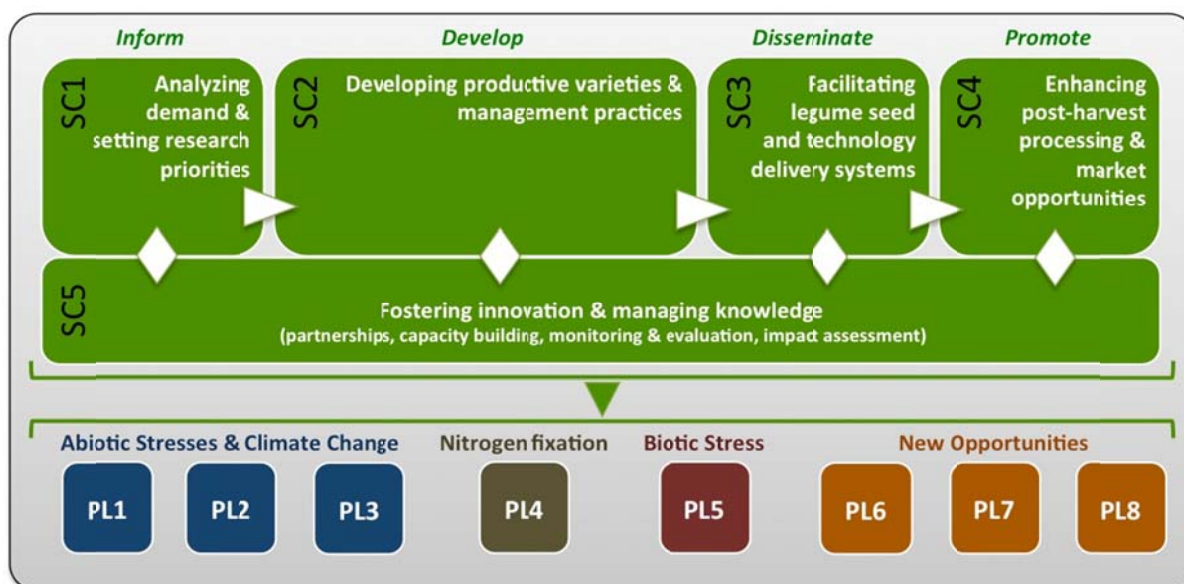 Inform
Develop
Disseminate
Promote
SC1
Analyzing
demand &
setting research
priorities
SC2
Developing productive varieties &
management practices
SC3
Facilitating
legume seed
and technology
delivery systems
SC4
Enhancing
post-harvest
processing &
market
opportunities
SC5
Fostering innovation & managing knowledge
(partnerships, capacity building, monitoring & evaluation, impact assessment)
Abiotic Stresses & Climate Change
Nitrogen fixation
Biotic Stress
New Opportunities
PL1
PL2
PL3
PL4
PL5
PL6
PL7
PL8